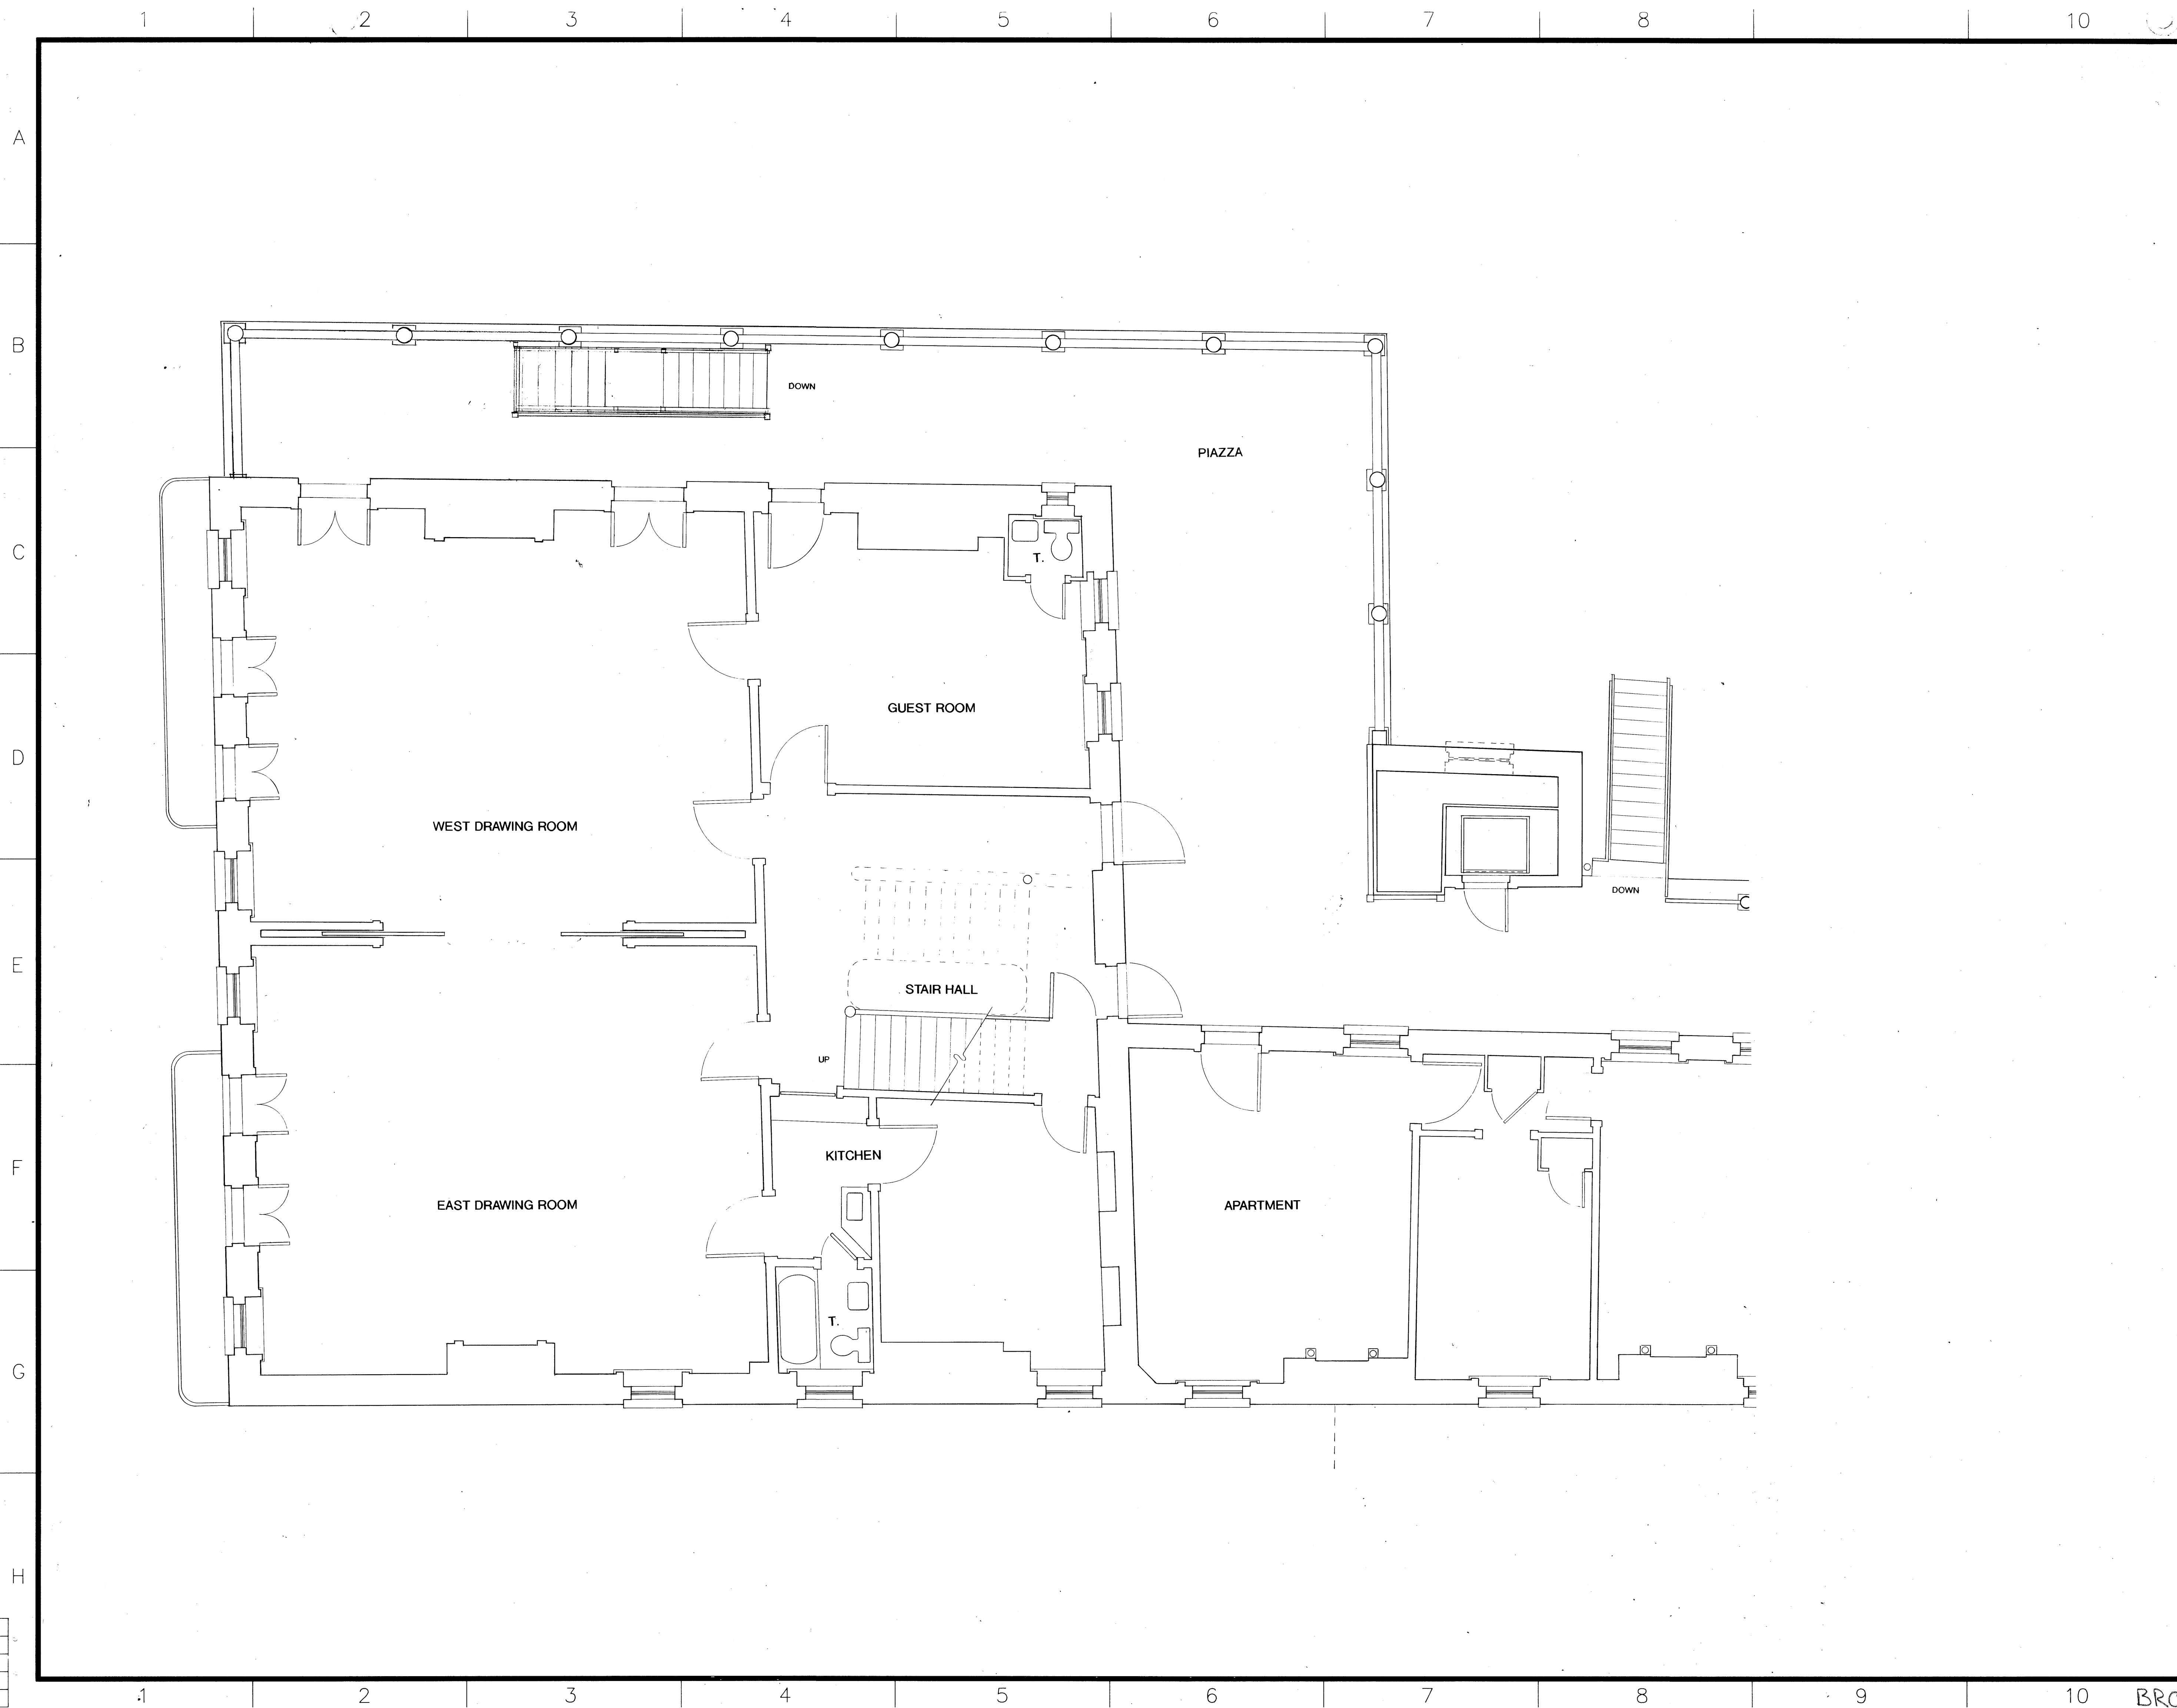 1 2 3 4 5 6 7 8 10
A
B
DOWN
PIAZZA
C
T.
GUEST ROOM
D
WEST DRAWING ROOM
DOWN
E
STAIR HALL
UP
KITCHEN
F
EAST DRAWING ROOM
APARTMENT
T.
G
H
1 2 3 4 5 6 7 8 9 10 BRO